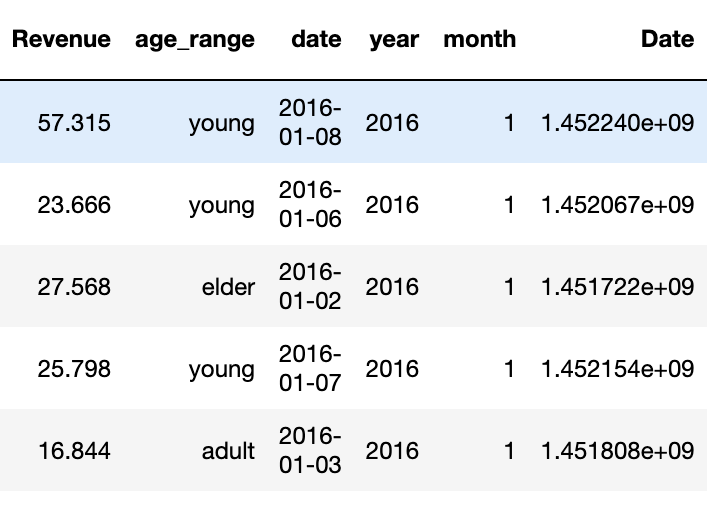 Revenue age_range date year month Date
57.315 young 2016-01-08 2016 1 1.452240e+09
23.666 young 2016-01-06 2016 1 1.452067e+09
27.568 elder 2016-01-02 2016 1 1.451722e+09
25.798 young 2016-01-07 2016 1 1.452154e+09
16.844 adult 2016-01-03 2016 1 1.451808e+09